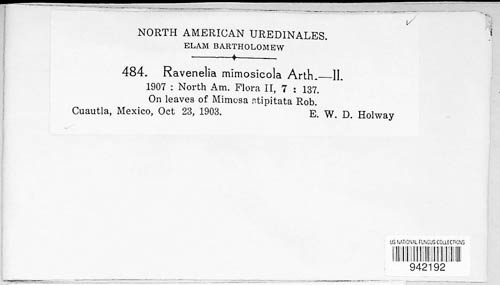 NORTH AMERICAN UREDINALES.
ELAM BARTHOLOMEW
484. Ravenelia mimosicola Arth.—II.
1907 : North Am. Flora II, 7 : 137.
On leaves of Mimosa stipitata Rob.
Cuautla, Mexico, Oct 23, 1903. E. W. D. Holway
US NATIONAL FUNGUS COLLECTIONS
942192